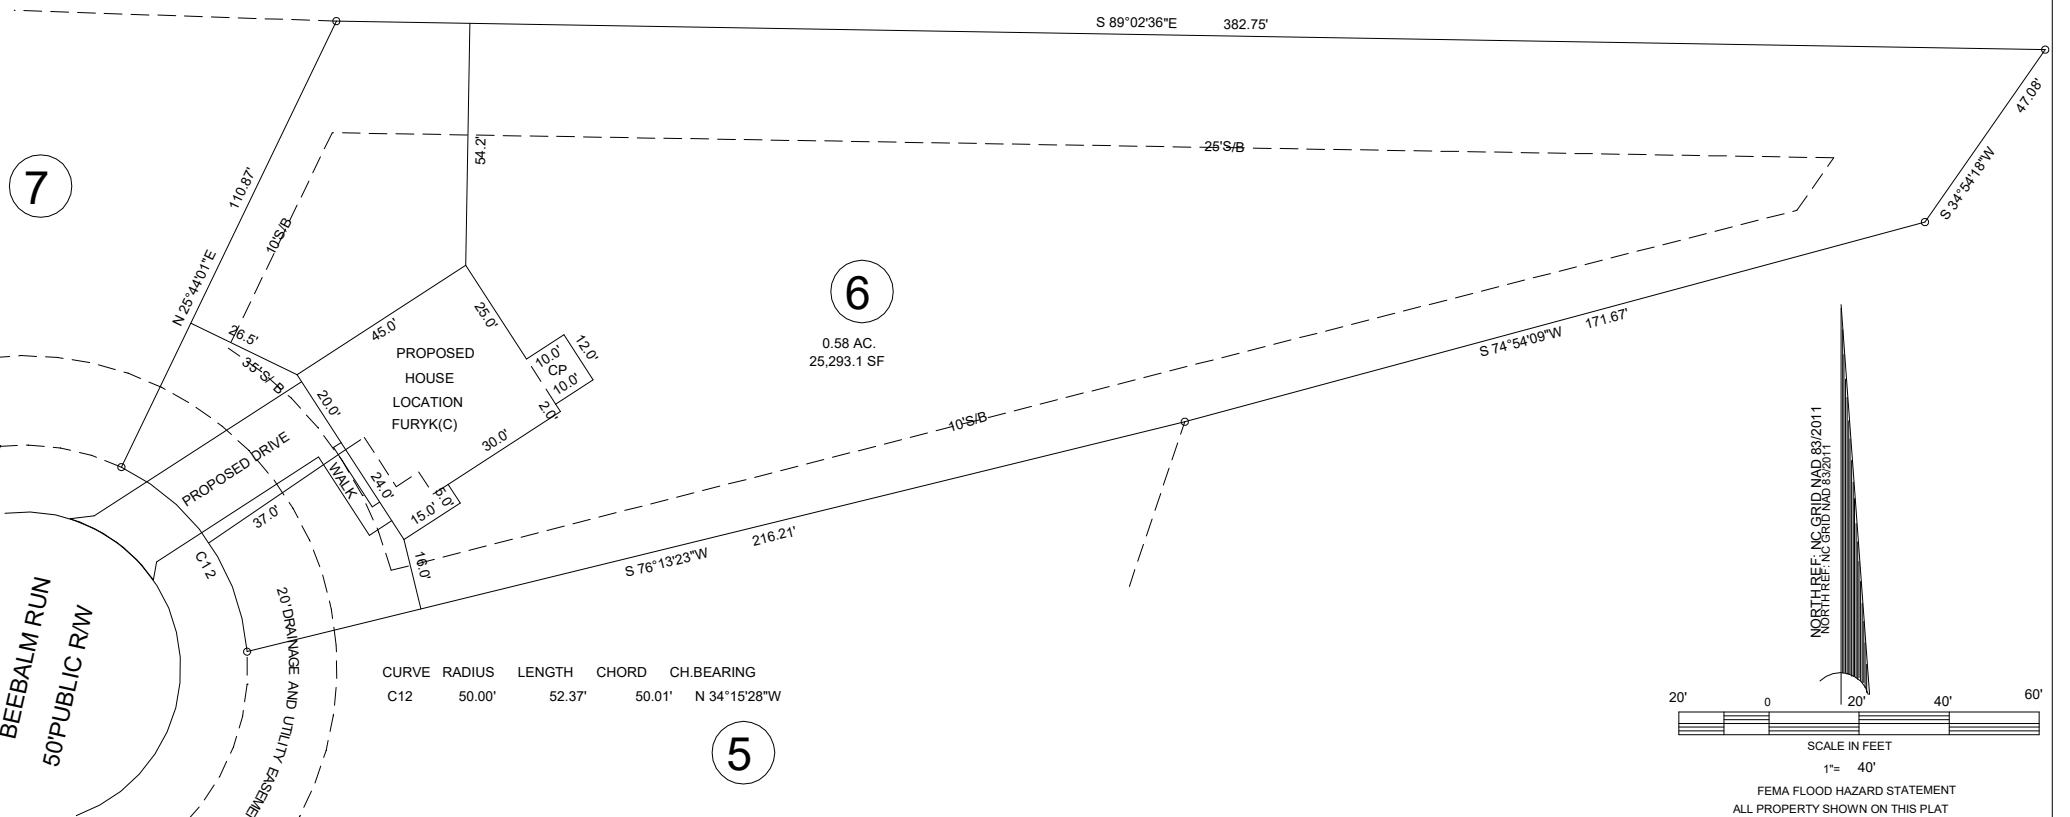 S 89°02'36"E 382.75'
47.08'
S 34°54'18"W
7
110.87'
N 25°44'01"E
10'S/B
54.2'
25'S/B
6
0.58 AC.
25,293.1 SF
26.5'
35'S/B
45.0'
25.0'
10.0'
12.0'
CP
10.0'
2.0'
PROPOSED
HOUSE
LOCATION
FURYK(C)
20.0'
30.0'
24.0'
5.0'
15.0'
16.0'
WALK
PROPOSED DRIVE
37.0'
C12
10'S/B
S 74°54'09"W 171.67'
S 76°13'23"W 216.21'
BEEBALM RUN
50'PUBLIC R/W
20'DRAINAGE AND UTILITY EASEME
CURVE RADIUS LENGTH CHORD CH.BEARING
C12 50.00' 52.37' 50.01' N 34°15'28"W
5
NORTH REF: NC GRID NAD 83/2011
NORTH REF: NC GRID NAD 83/2011
20' 0 20' 40' 60'
SCALE IN FEET
1"= 40'
FEMA FLOOD HAZARD STATEMENT
ALL PROPERTY SHOWN ON THIS PLAT